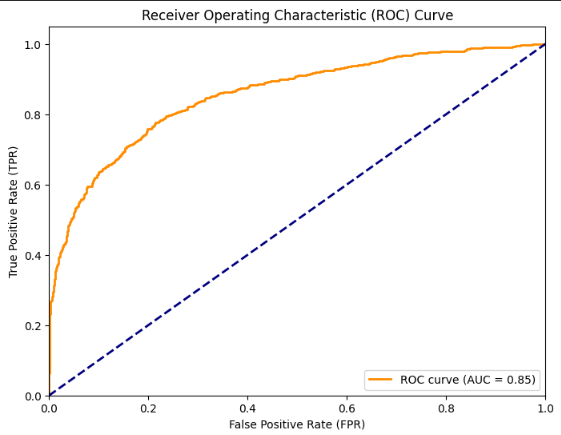 Receiver Operating Characteristic (ROC) Curve
1.0
0.8
0.6
0.4
0.2
0.0
True Positive Rate (TPR)
ROC curve (AUC = 0.85)
0.0 0.2 0.4 0.6 0.8 1.0
False Positive Rate (FPR)